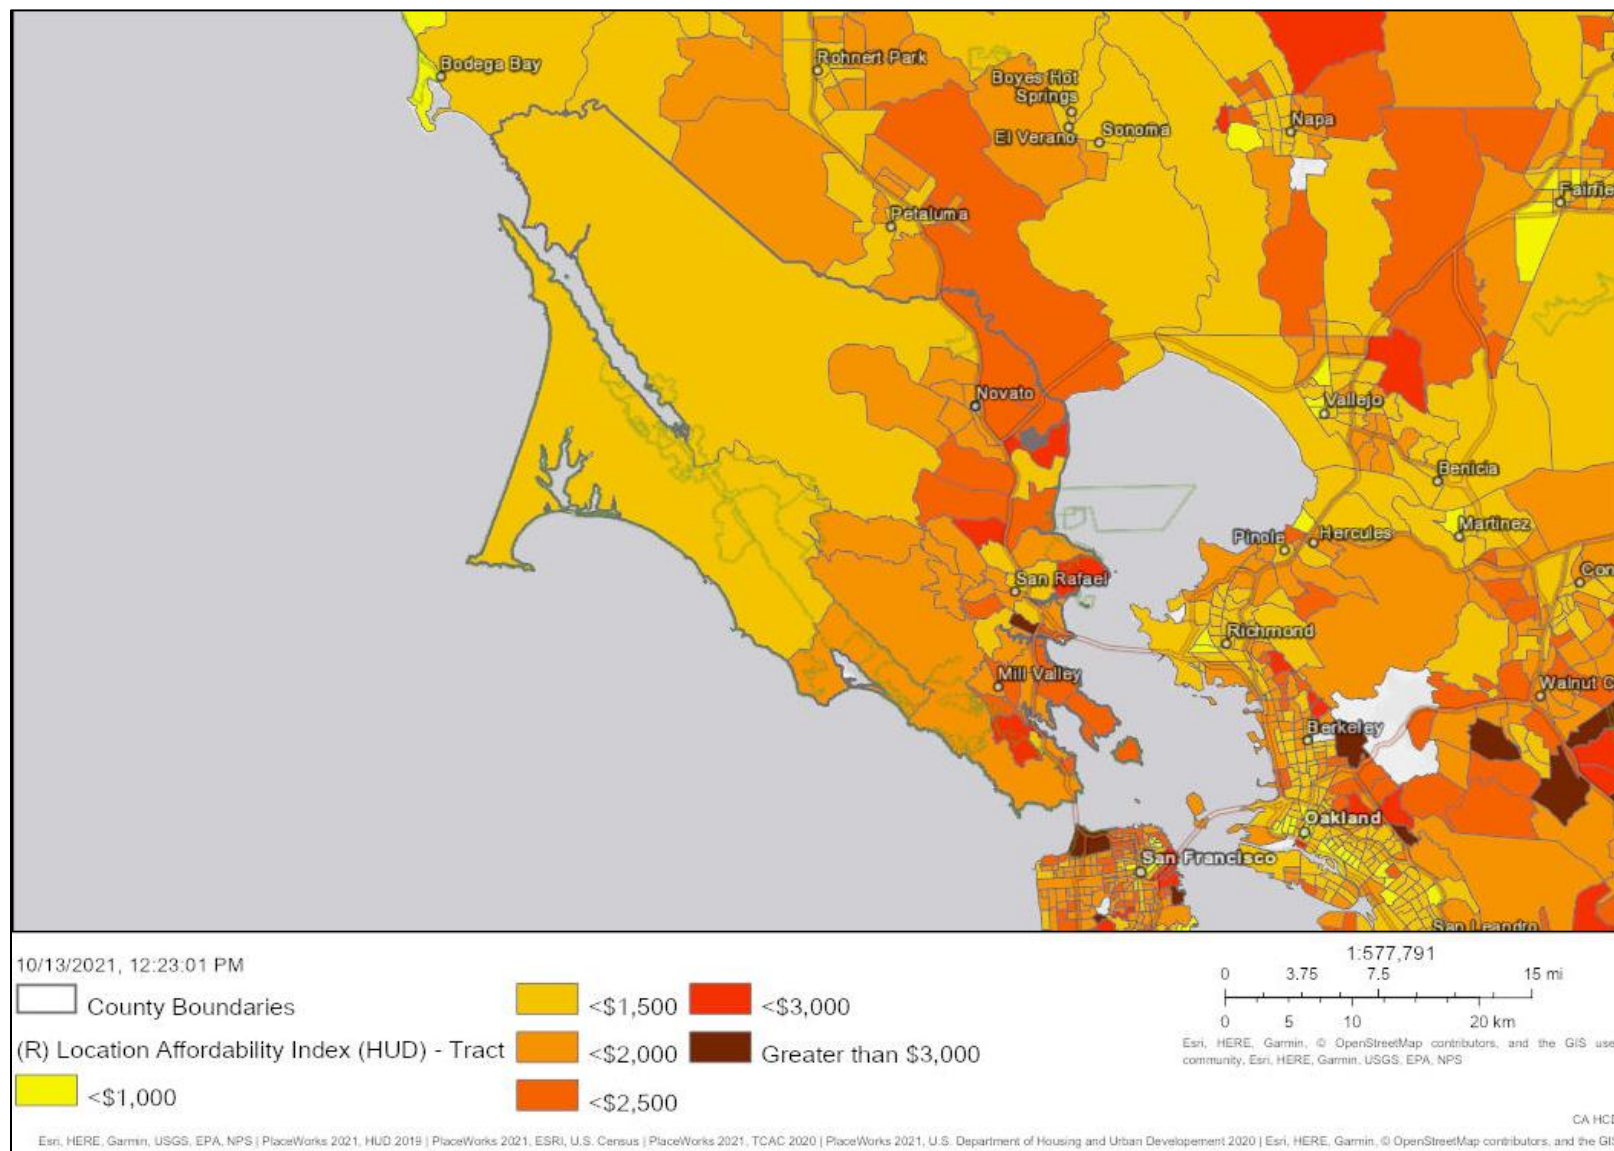 Bodega Bay
Rohnert Park
Boyes Hot
Springs
El Verano
Sonoma
Napa
Fairfie
Petaluma
Novato
Vallejo
Benicia
Martinez
Pinole
Hercules
Con
San Rafael
Richmond
Mill Valley
Walnut C
Berkeley
Oakland
San Francisco
San Leandro
10/13/2021, 12:23:01 PM
County Boundaries
(R) Location Affordability Index (HUD) - Tract
<$1,000
<$1,500
<$2,000
<$2,500
<$3,000
Greater than $3,000
1:577,791
0 3.75 7.5 15 mi
0 5 10 20 km
Esri, HERE, Garmin, © OpenStreetMap contributors, and the GIS use
community, Esri, HERE, Garmin, USGS, EPA, NPS
CA HCD
Esri, HERE, Garmin, USGS, EPA, NPS | PlaceWorks 2021, HUD 2019 | PlaceWorks 2021, ESRI, U.S. Census | PlaceWorks 2021, TCAC 2020 | PlaceWorks 2021, U.S. Department of Housing and Urban Developement 2020 | Esri, HERE, Garmin, © OpenStreetMap contributors, and the GIS